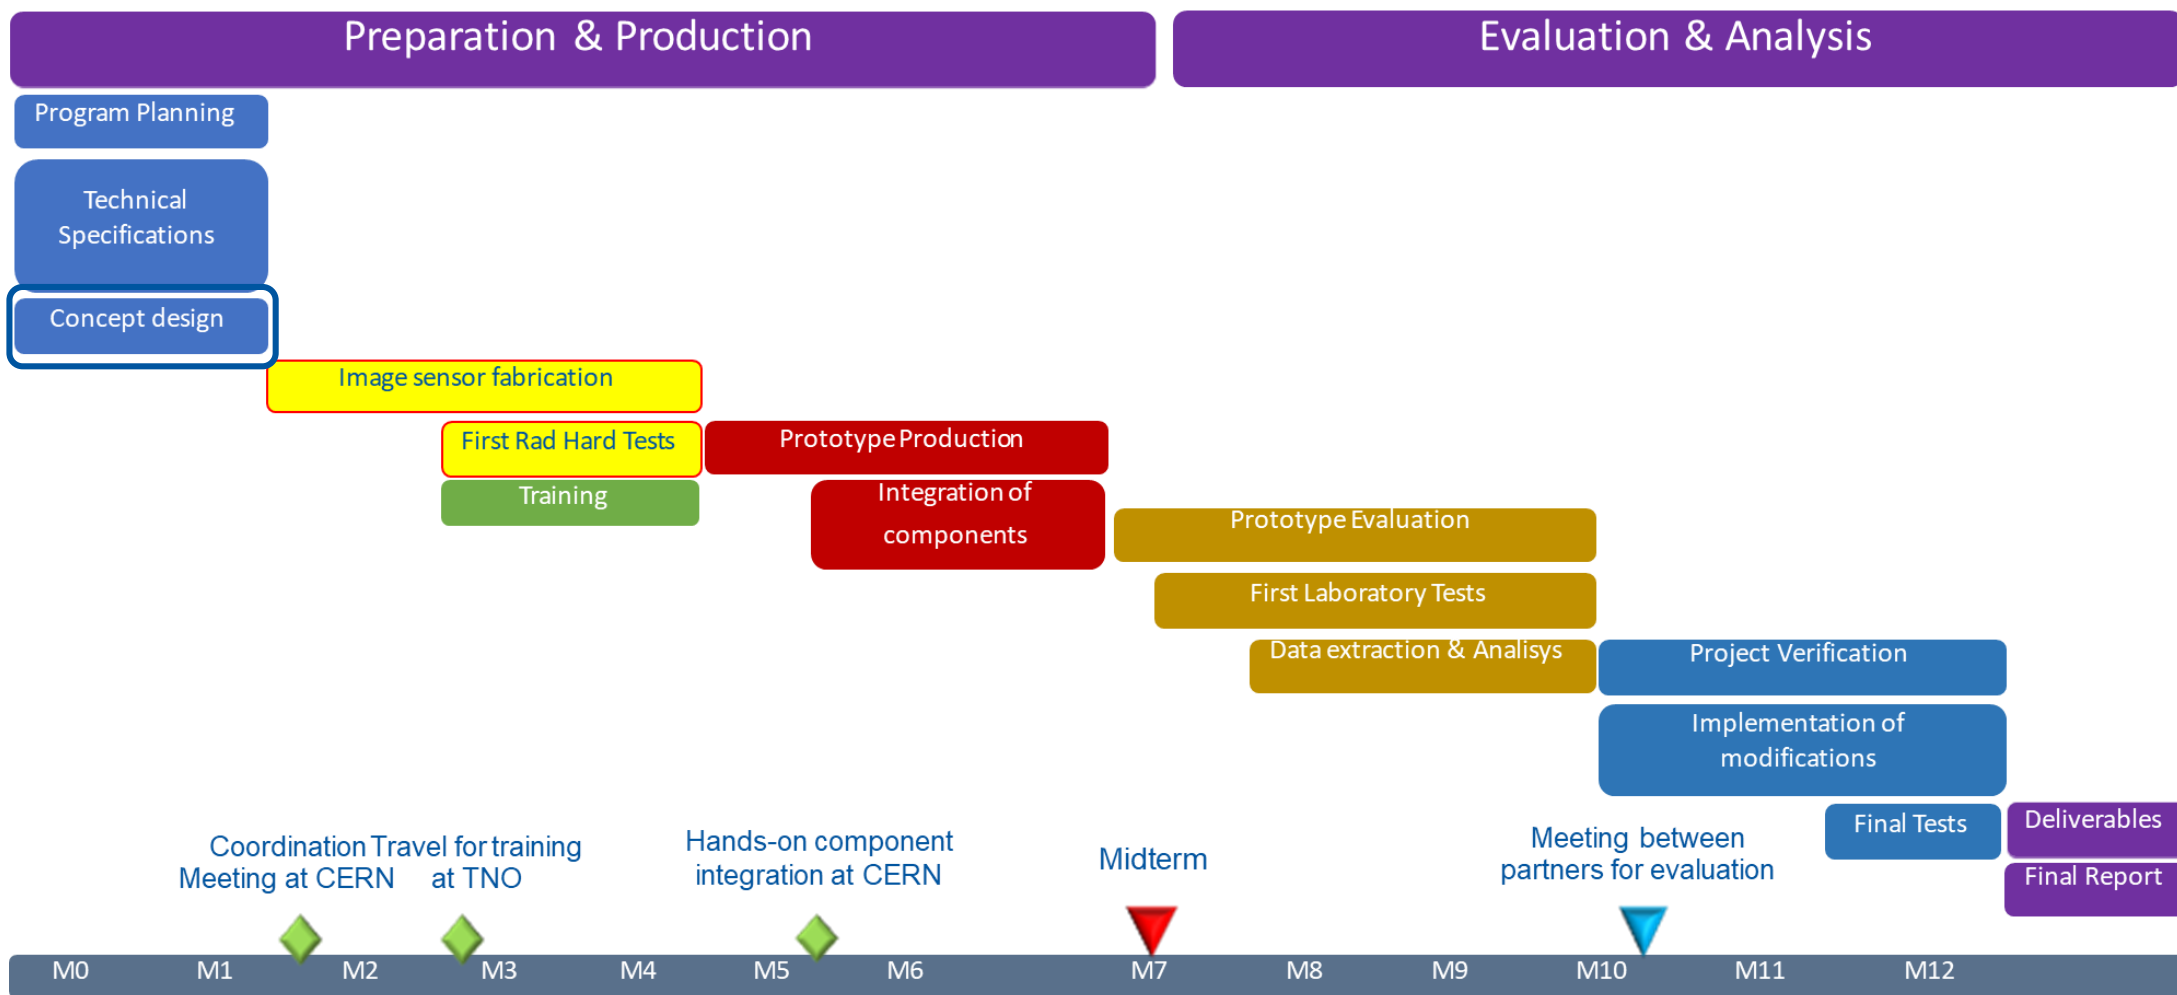 Preparation & Production
Evaluation & Analysis
Program Planning
Technical
Specifications
Concept design
Image sensor fabrication
First Rad Hard Tests
Prototype Production
Training
Integration of
components
Prototype Evaluation
First Laboratory Tests
Data extraction & Analisys
Project Verification
Implementation of
modifications
Final Tests
Deliverables
Final Report
Coordination
Meeting at CERN
Travel for training
at TNO
Hands-on component
integration at CERN
Midterm
Meeting between
partners for evaluation
M0 M1 M2 M3 M4 M5 M6 M7 M8 M9 M10 M11 M12